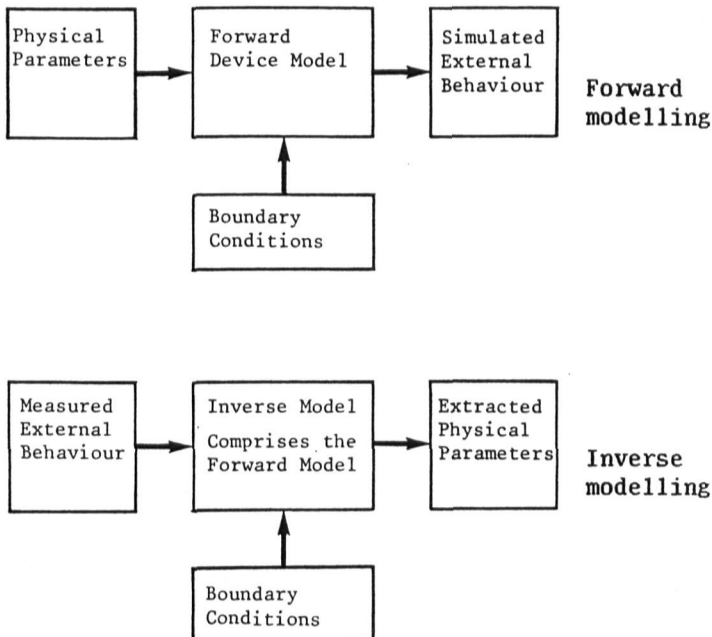 Physical
Parameters
Forward
Device Model
Simulated
External
Behaviour
Forward
modelling
Boundary
Conditions
Measured
External
Behaviour
Inverse Model
Comprises the
Forward Model
Extracted
Physical
Parameters
Inverse
modelling
Boundary
Conditions